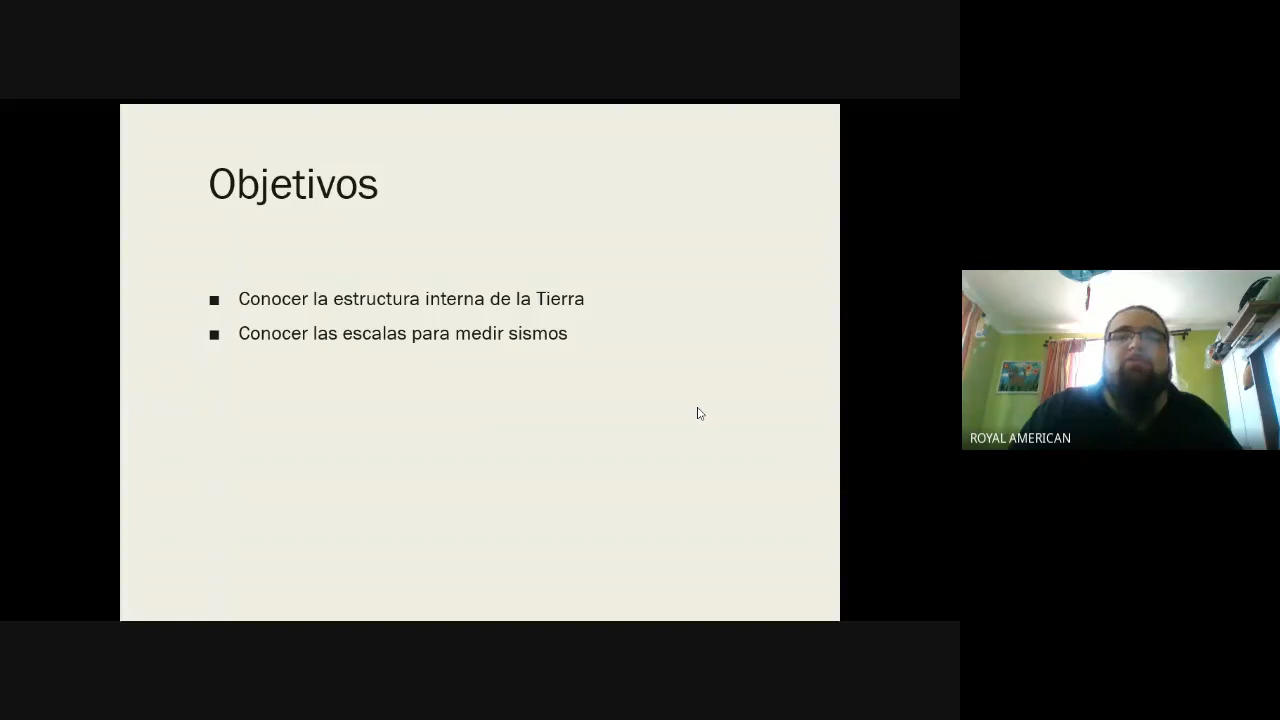 Objetivos
■ Conocer la estructura interna de la Tierra
■ Conocer las escalas para medir sismos
ROYAL AMERICAN